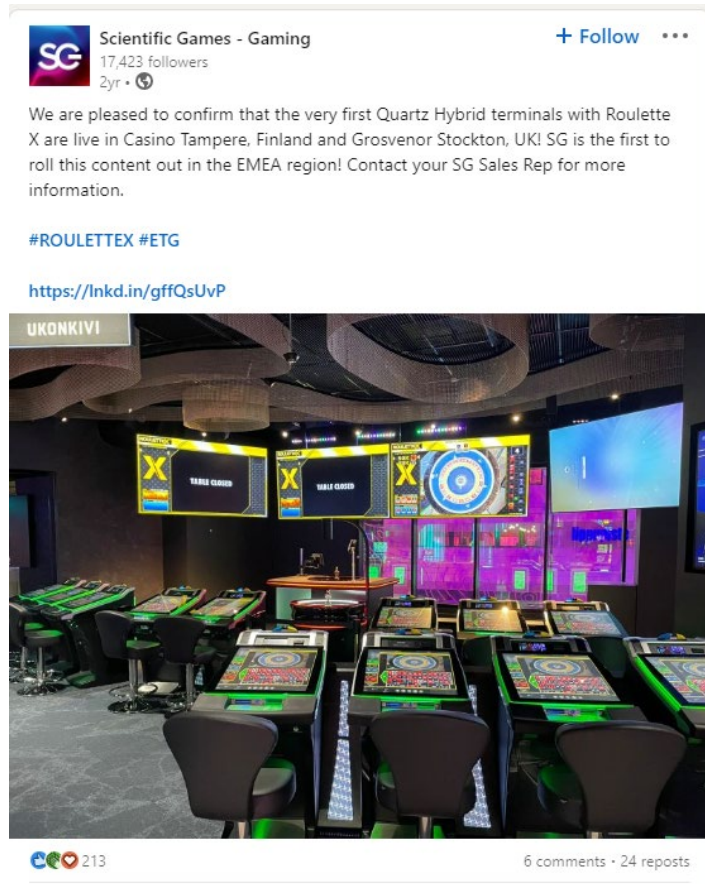 SG
Scientific Games - Gaming
+ Follow
17,423 followers
2yr •
We are pleased to confirm that the very first Quartz Hybrid terminals with Roulette
X are live in Casino Tampere, Finland and Grosvenor Stockton, UK! SG is the first to
roll this content out in the EMEA region! Contact your SG Sales Rep for more
information.
#ROULETTEX #ETG
https://lnkd.in/gffQsUvP
UKONKIVI
ROULETTEX
X
TABLE CLOSED
ROULETTEX
X
TABLE CLOSED
ROULETTEX
X
213
6 comments • 24 reposts